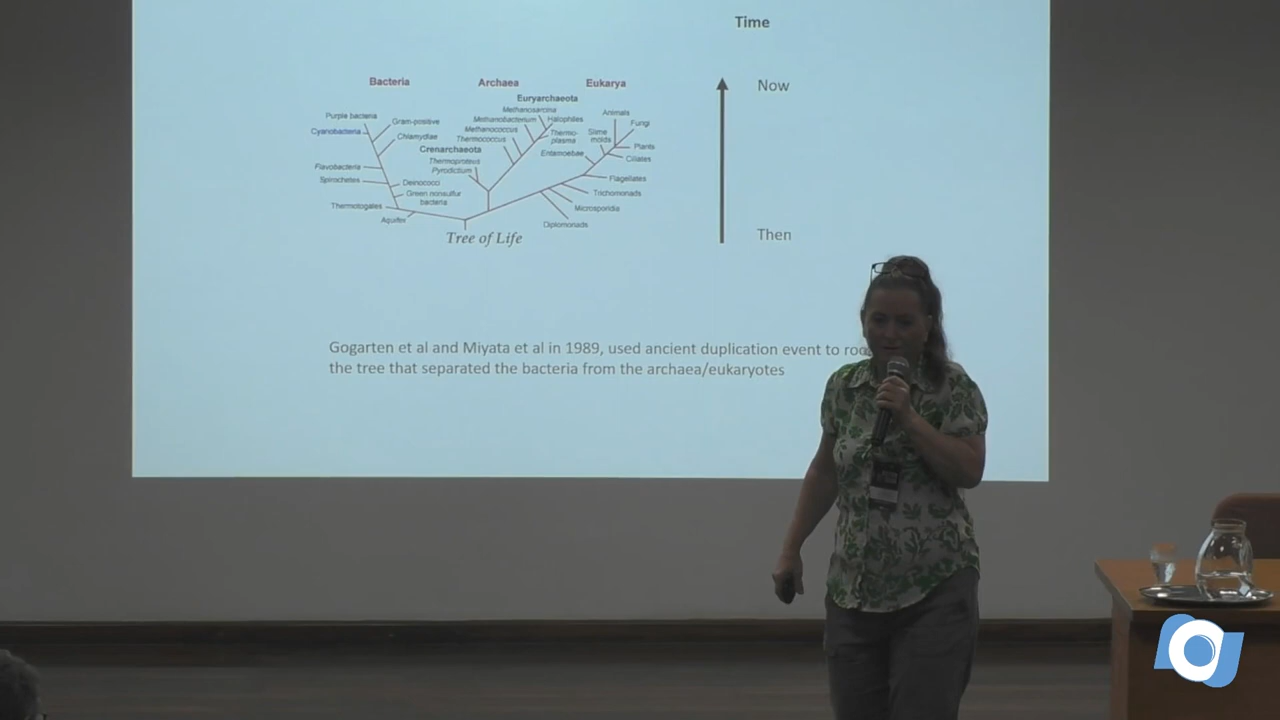 Time
Now
Bacteria
Archaea
Eukarya
Euryarchaeota
Methanosarcina
Methanobacterium
Halophiles
Animals
Purple bacteria
Gram-positive
Methanococcus
Fungi
Cyanobacteria
Chlamydiae
Thermococcus
Thermo-
plasma
Slime
molds
Plants
Crenarchaeota
Entamoebae
Ciliates
Thermoproteus
Flavobacteria
Pyrodictium
Spirochetes
Deinococci
Flagellates
Green nonsulfur
bacteria
Trichomonads
Thermotogales
Microsporidia
Aquifex
Diplomonads
Tree of Life
Then
Gogarten et al and Miyata et al in 1989, used ancient duplication event to roo
the tree that separated the bacteria from the archaea/eukaryotes